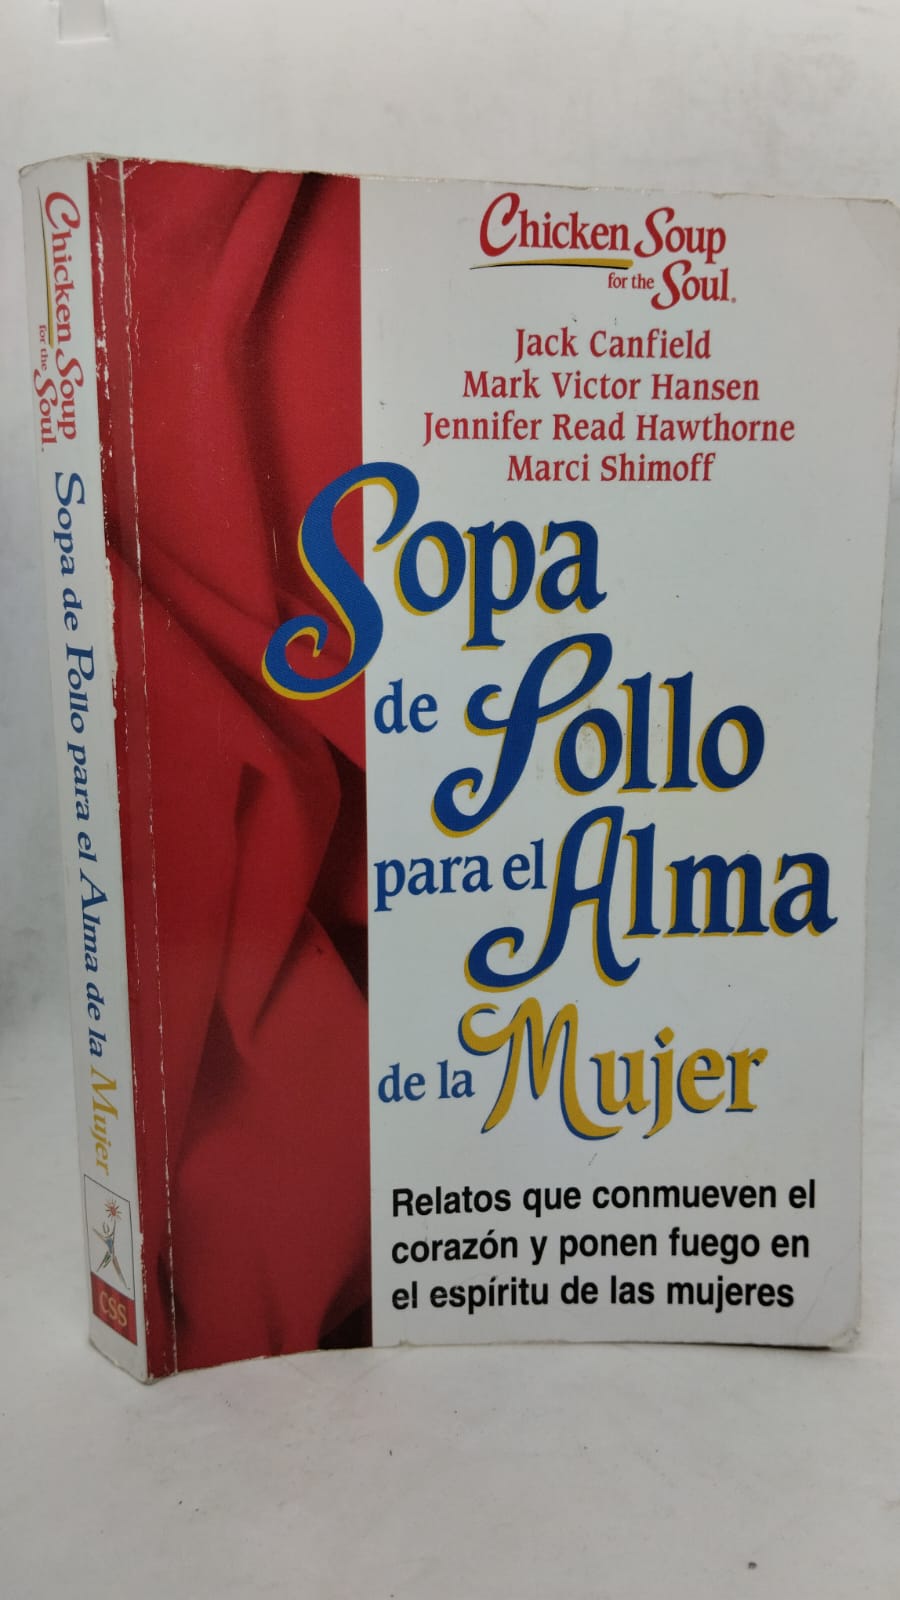 Chicken Soup
for the Soul.
Sopa de Pollo para el Alma de la Mujer
CSS
Chicken Soup
for the Soul.
Jack Canfield
Mark Victor Hansen
Jennifer Read Hawthorne
Marci Shimoff
Sopa
de Pollo
para el Alma
de la Mujer
Relatos que conmueven el
corazón y ponen fuego en
el espíritu de las mujeres